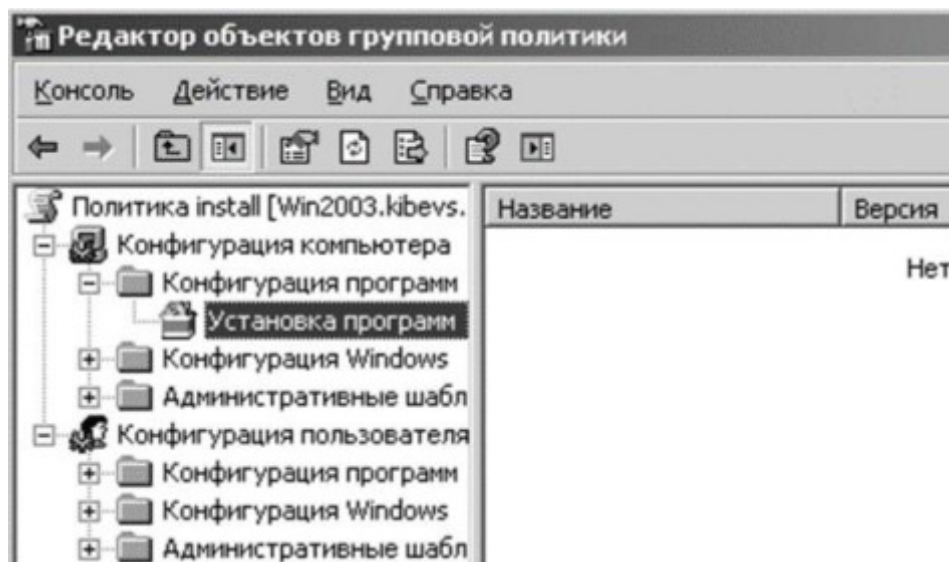 Редактор объектов групповой политики
Консоль Действие Вид Справка
Политика install [Win2003.kibevs.
Название Версия
Конфигурация компьютера
Нет
Конфигурация программ
Установка программ
Конфигурация Windows
Административные шабл
Конфигурация пользователя
Конфигурация программ
Конфигурация Windows
Административные шабл